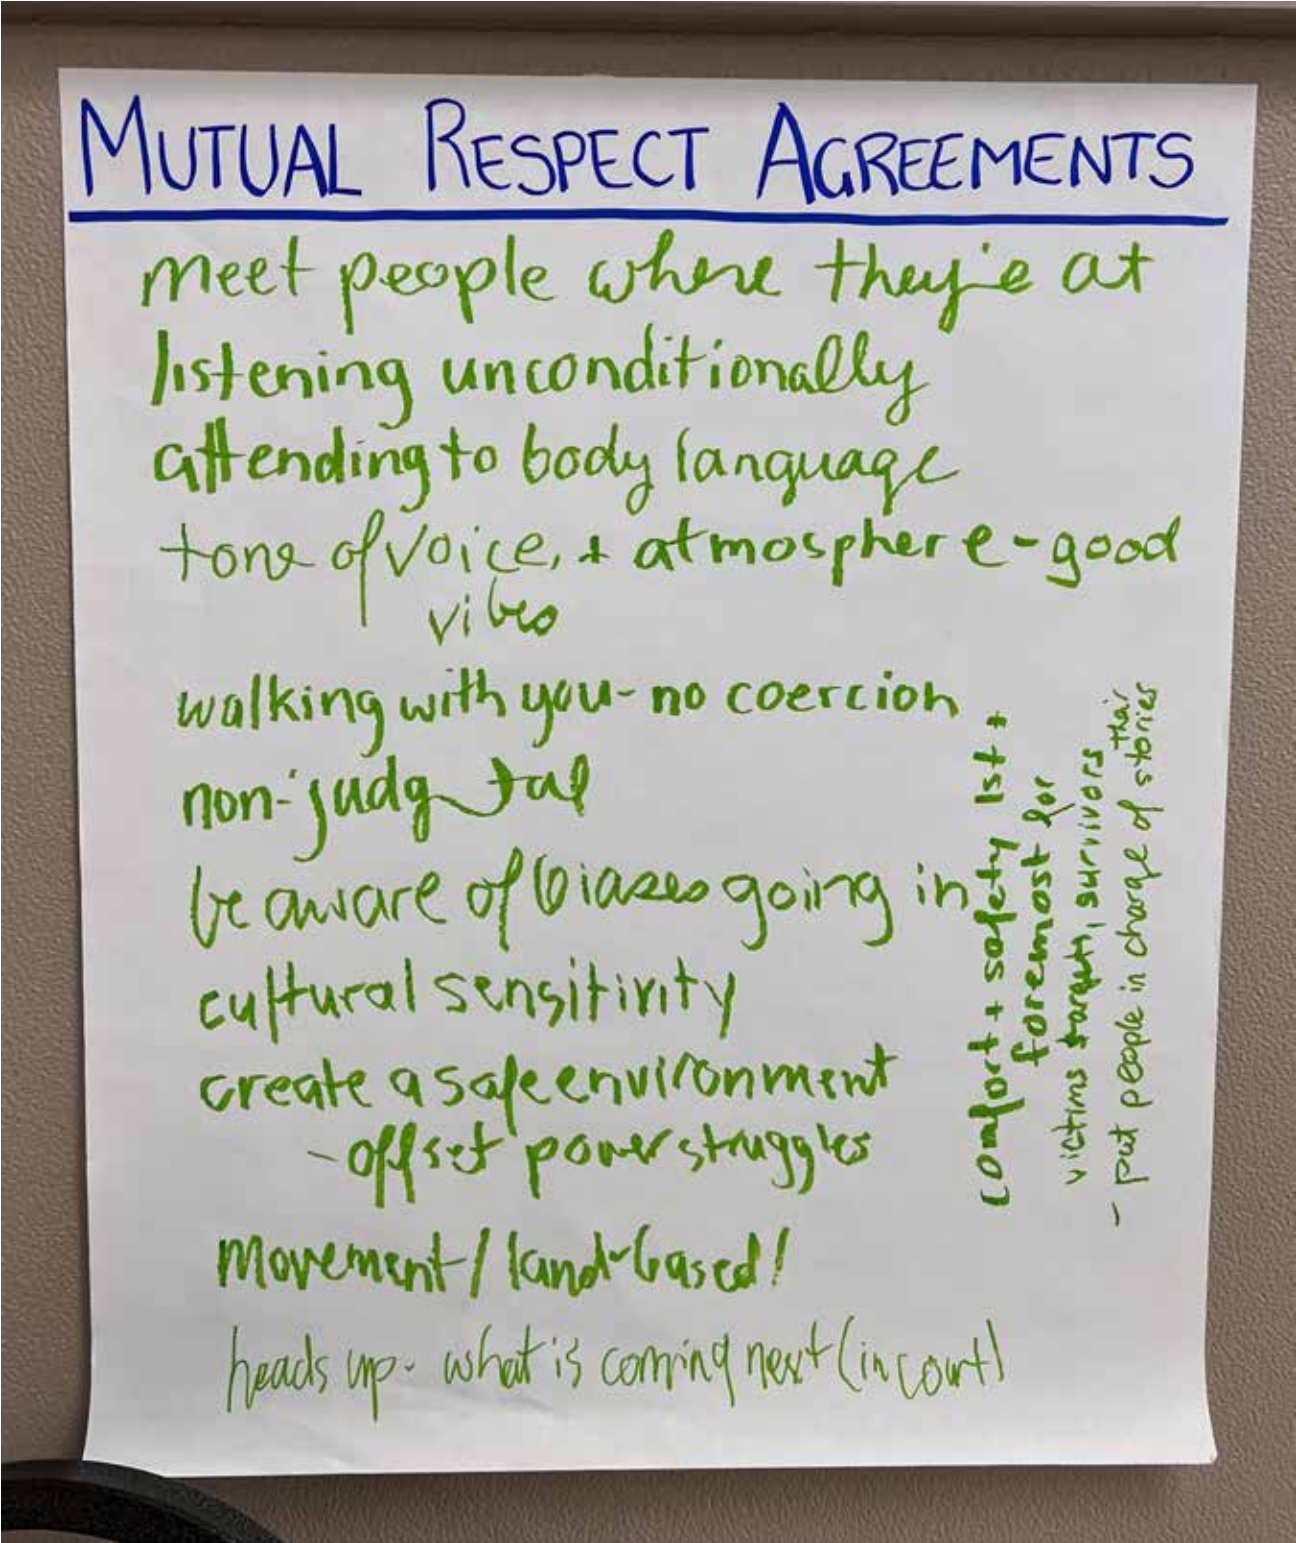 MUTUAL RESPECT AGREEMENTS
meet people where they'e at
listening unconditionally
attending to body language
tone of voice, + atmosphere - good
vibes
walking with you - no coercion
non-judg tal
be aware of biases going in
cultural sensitivity
create a safe environment
- offset power struggles
movement / land-based!
heads up - what is coming next (in court)
comfort + safety 1st +
foremost for
victims targets, survivors
- put people in charge of their stories